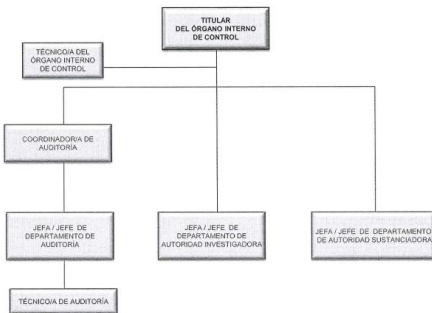 TITULAR
DEL ÓRGANO INTERNO
DE CONTROL
TÉCNICO/A DEL
ÓRGANO INTERNO
DE CONTROL
COORDINADOR/A DE
AUDITORÍA
JEFA / JEFE DE
DEPARTAMENTO DE
AUDITORÍA
JEFA / JEFE DE
DEPARTAMENTO DE
AUTORIDAD INVESTIGADORA
JEFA / JEFE DE DEPARTAMENTO
DE AUTORIDAD SUSTANCIADORA
TÉCNICO/A DE AUDITORÍA